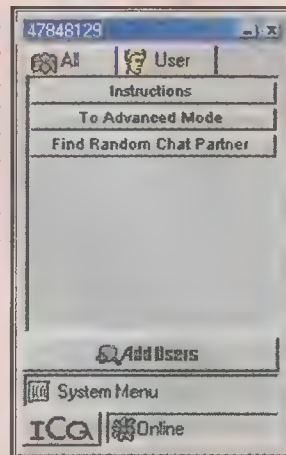 47848129
All User
Instructions
To Advanced Mode
Find Random Chat Partner
Add Users
System Menu
ICQ Online